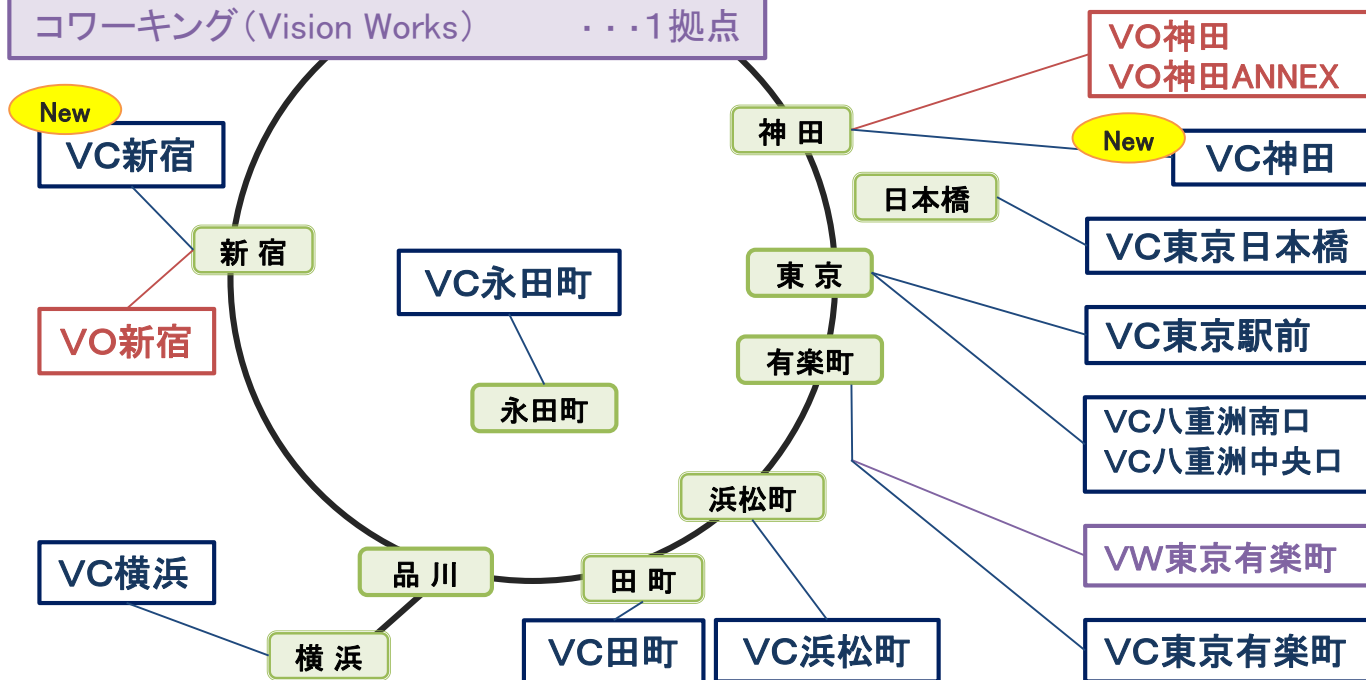 コワーキング（Vision Works）　　・・・1拠点
VO神田
VO神田ANNEX
New
VC新宿
神 田
New
VC神田
日本橋
VC東京日本橋
新 宿
VC永田町
東 京
VO新宿
VC東京駅前
有楽町
永田町
VC八重洲南口
VC八重洲中央口
浜松町
VW東京有楽町
VC横浜
品 川
田 町
横 浜
VC田町
VC浜松町
VC東京有楽町